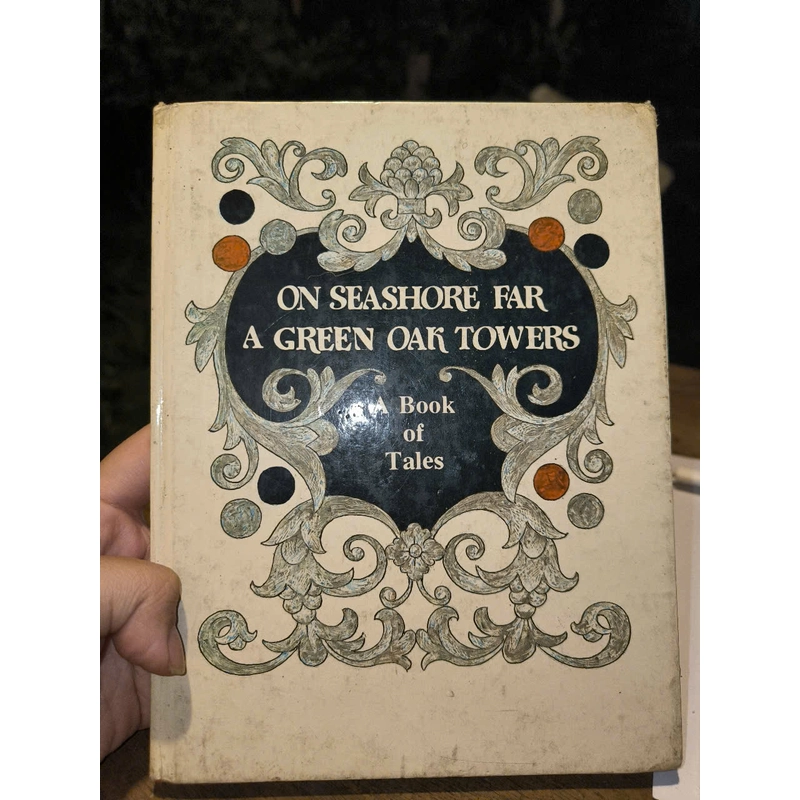 ON SEASHORE FAR
A GREEN OAK TOWERS
A Book
of
Tales